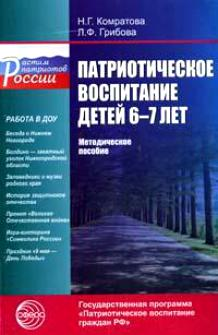 Н.Г. Комратова
Л.Ф. Грибова
Растим патриотов
России
ПАТРИОТИЧЕСКОЕ
ВОСПИТАНИЕ
ДЕТЕЙ 6–7 ЛЕТ
Методическое
пособие
РАБОТА В ДОУ
Беседа о Нижнем
Новгороде
Болдино — заветный
уголок Нижегородской
области
Заповедники и музеи
родного края
История защитников
отечества
Проект «Великая
Отечественная война»
Игра-викторина
«Символика России»
Праздник «9 мая —
День Победы»
ТЦ СФЕРА
Государственная программа
«Патриотическое воспитание
граждан РФ»